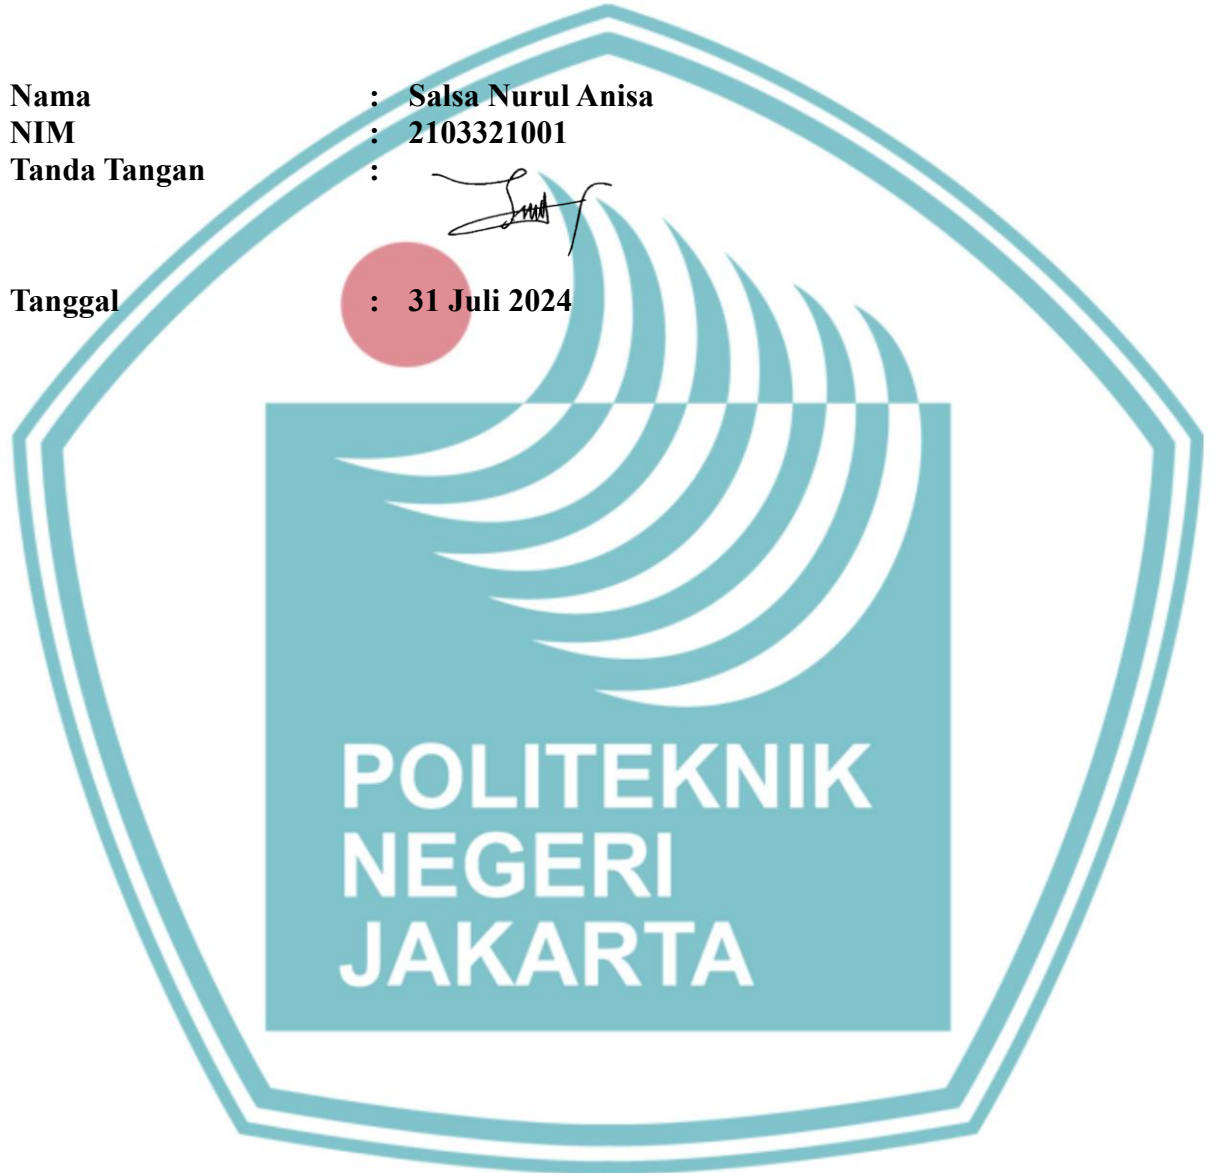 Nama : Salsa Nurul Anisa
NIM : 2103321001
Tanda Tangan :
Tanggal : 31 Juli 2024
POLITEKNIK
NEGERI
JAKARTA